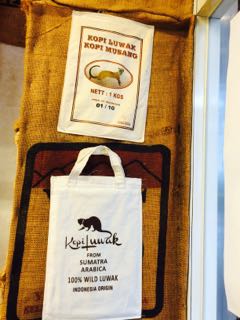 KOPI LUWAK
KOPI MUSANG
NETT : 1 KGS
01 / 10
Kopi Luwak
FROM
SUMATRA
ARABICA
100% WILD LUWAK
INDONESIA ORIGIN